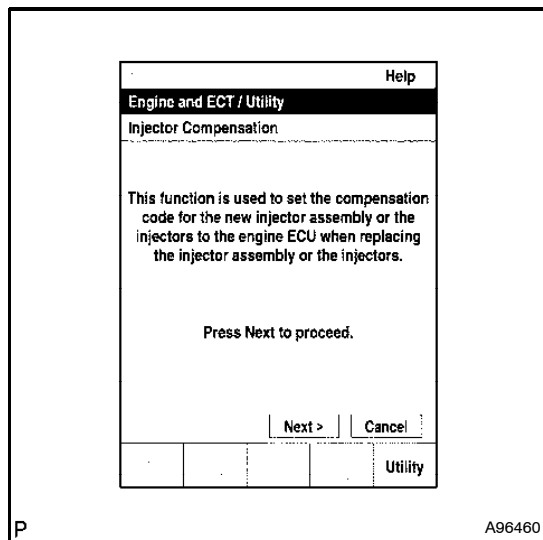 Help
Engine and ECT / Utility
Injector Compensation
This function is used to set the compensation
code for the new injector assembly or the
injectors to the engine ECU when replacing
the injector assembly or the injectors.
Press Next to proceed.
Next > Cancel
Utility
P A96460